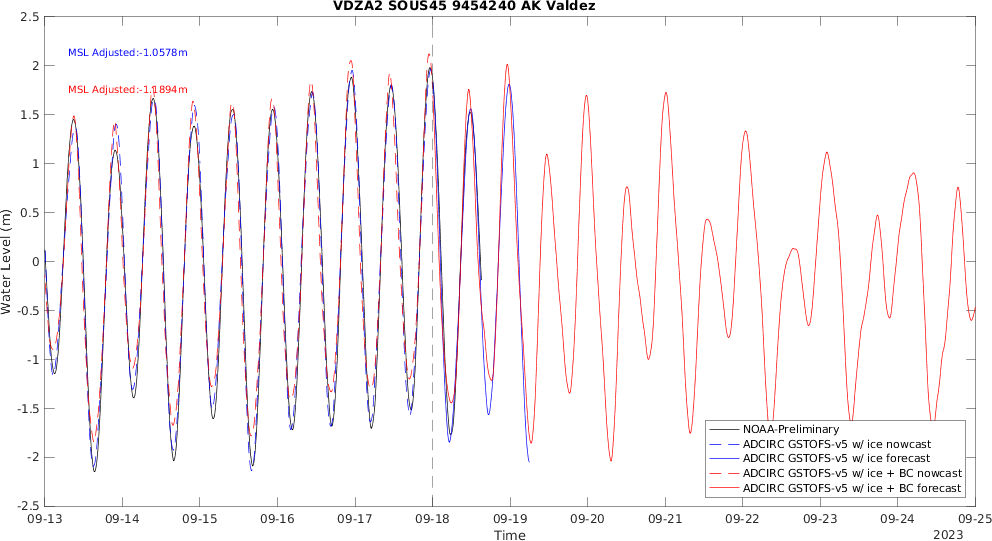 VDZA2 SOUS45 9454240 AK Valdez
MSL Adjusted:-1.0578m
MSL Adjusted:-1.1894m
Water Level (m)
2.5
2
1.5
1
0.5
0
-0.5
-1
-1.5
-2
-2.5
NOAA-Preliminary
ADCIRC GSTOFS-v5 w/ ice nowcast
ADCIRC GSTOFS-v5 w/ ice forecast
ADCIRC GSTOFS-v5 w/ ice + BC nowcast
ADCIRC GSTOFS-v5 w/ ice + BC forecast
09-13 09-14 09-15 09-16 09-17 09-18 09-19 09-20 09-21 09-22 09-23 09-24 09-25
Time
2023